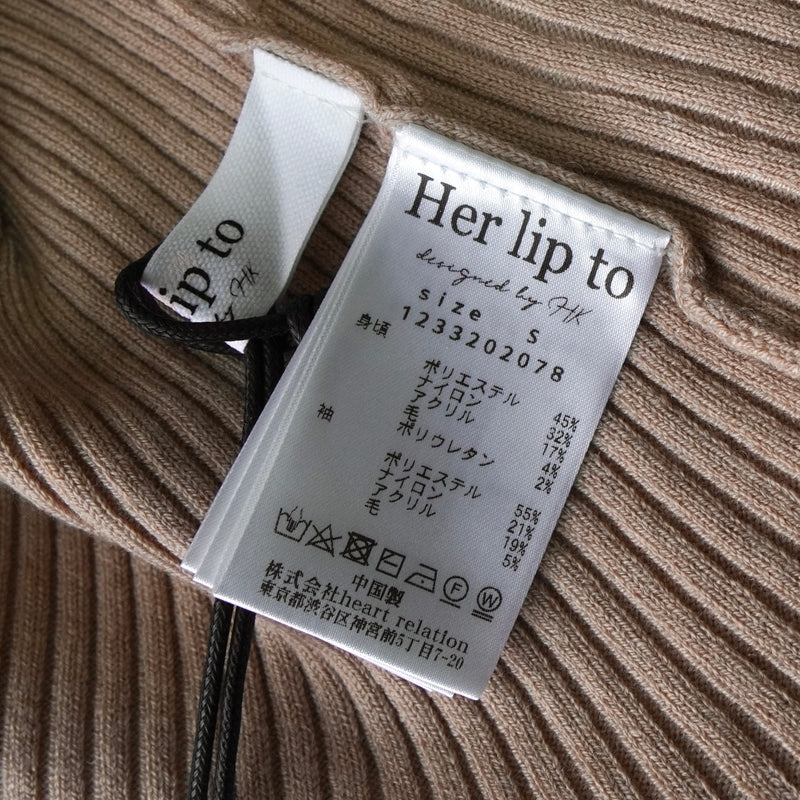 ip to
HK
Her lip to
designed by HK
size S
1233202078
身頃
ポリエステル 45%
ナイロン 32%
アクリル 17%
毛 4%
ポリウレタン 2%
袖
ポリエステル 55%
ナイロン 21%
アクリル 19%
毛 5%
F W
中国製
株式会社heart relation
東京都渋谷区神宮前5丁目7-20